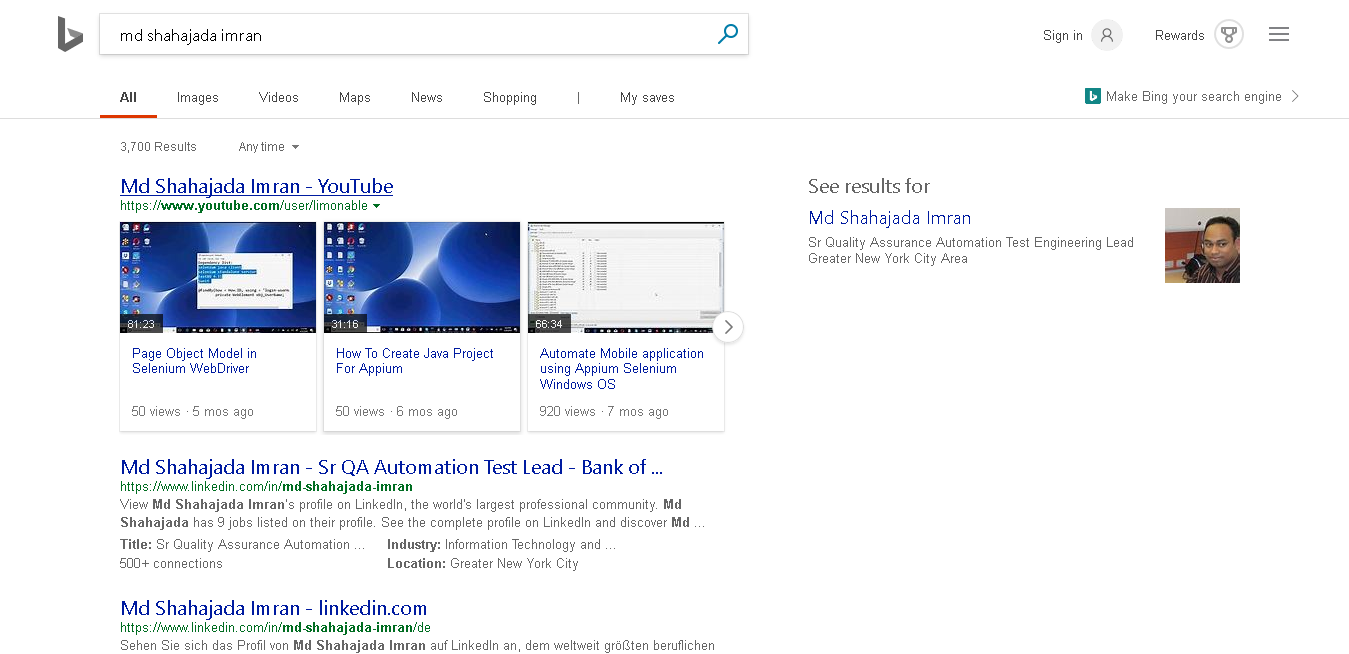 md shahajada imran
Sign in
Rewards
All
Images
Videos
Maps
News
Shopping
|
My saves
Make Bing your search engine
3,700 Results
Any time
Md Shahajada Imran - YouTube
https://www.youtube.com/user/limonable
81:23
31:16
66:34
Page Object Model in
Selenium WebDriver
50 views · 5 mos ago
How To Create Java Project
For Appium
50 views · 6 mos ago
Automate Mobile application
using Appium Selenium
Windows OS
920 views · 7 mos ago
See results for
Md Shahajada Imran
Sr Quality Assurance Automation Test Engineering Lead
Greater New York City Area
Md Shahajada Imran - Sr QA Automation Test Lead - Bank of ...
https://www.linkedin.com/in/md-shahajada-imran
View Md Shahajada Imran's profile on LinkedIn, the world's largest professional community. Md
Shahajada has 9 jobs listed on their profile. See the complete profile on LinkedIn and discover Md ...
Title: Sr Quality Assurance Automation ...
Industry: Information Technology and ...
500+ connections
Location: Greater New York City
Md Shahajada Imran - linkedin.com
https://www.linkedin.com/in/md-shahajada-imran/de
Sehen Sie sich das Profil von Md Shahajada Imran auf LinkedIn an, dem weltweit größten beruflichen